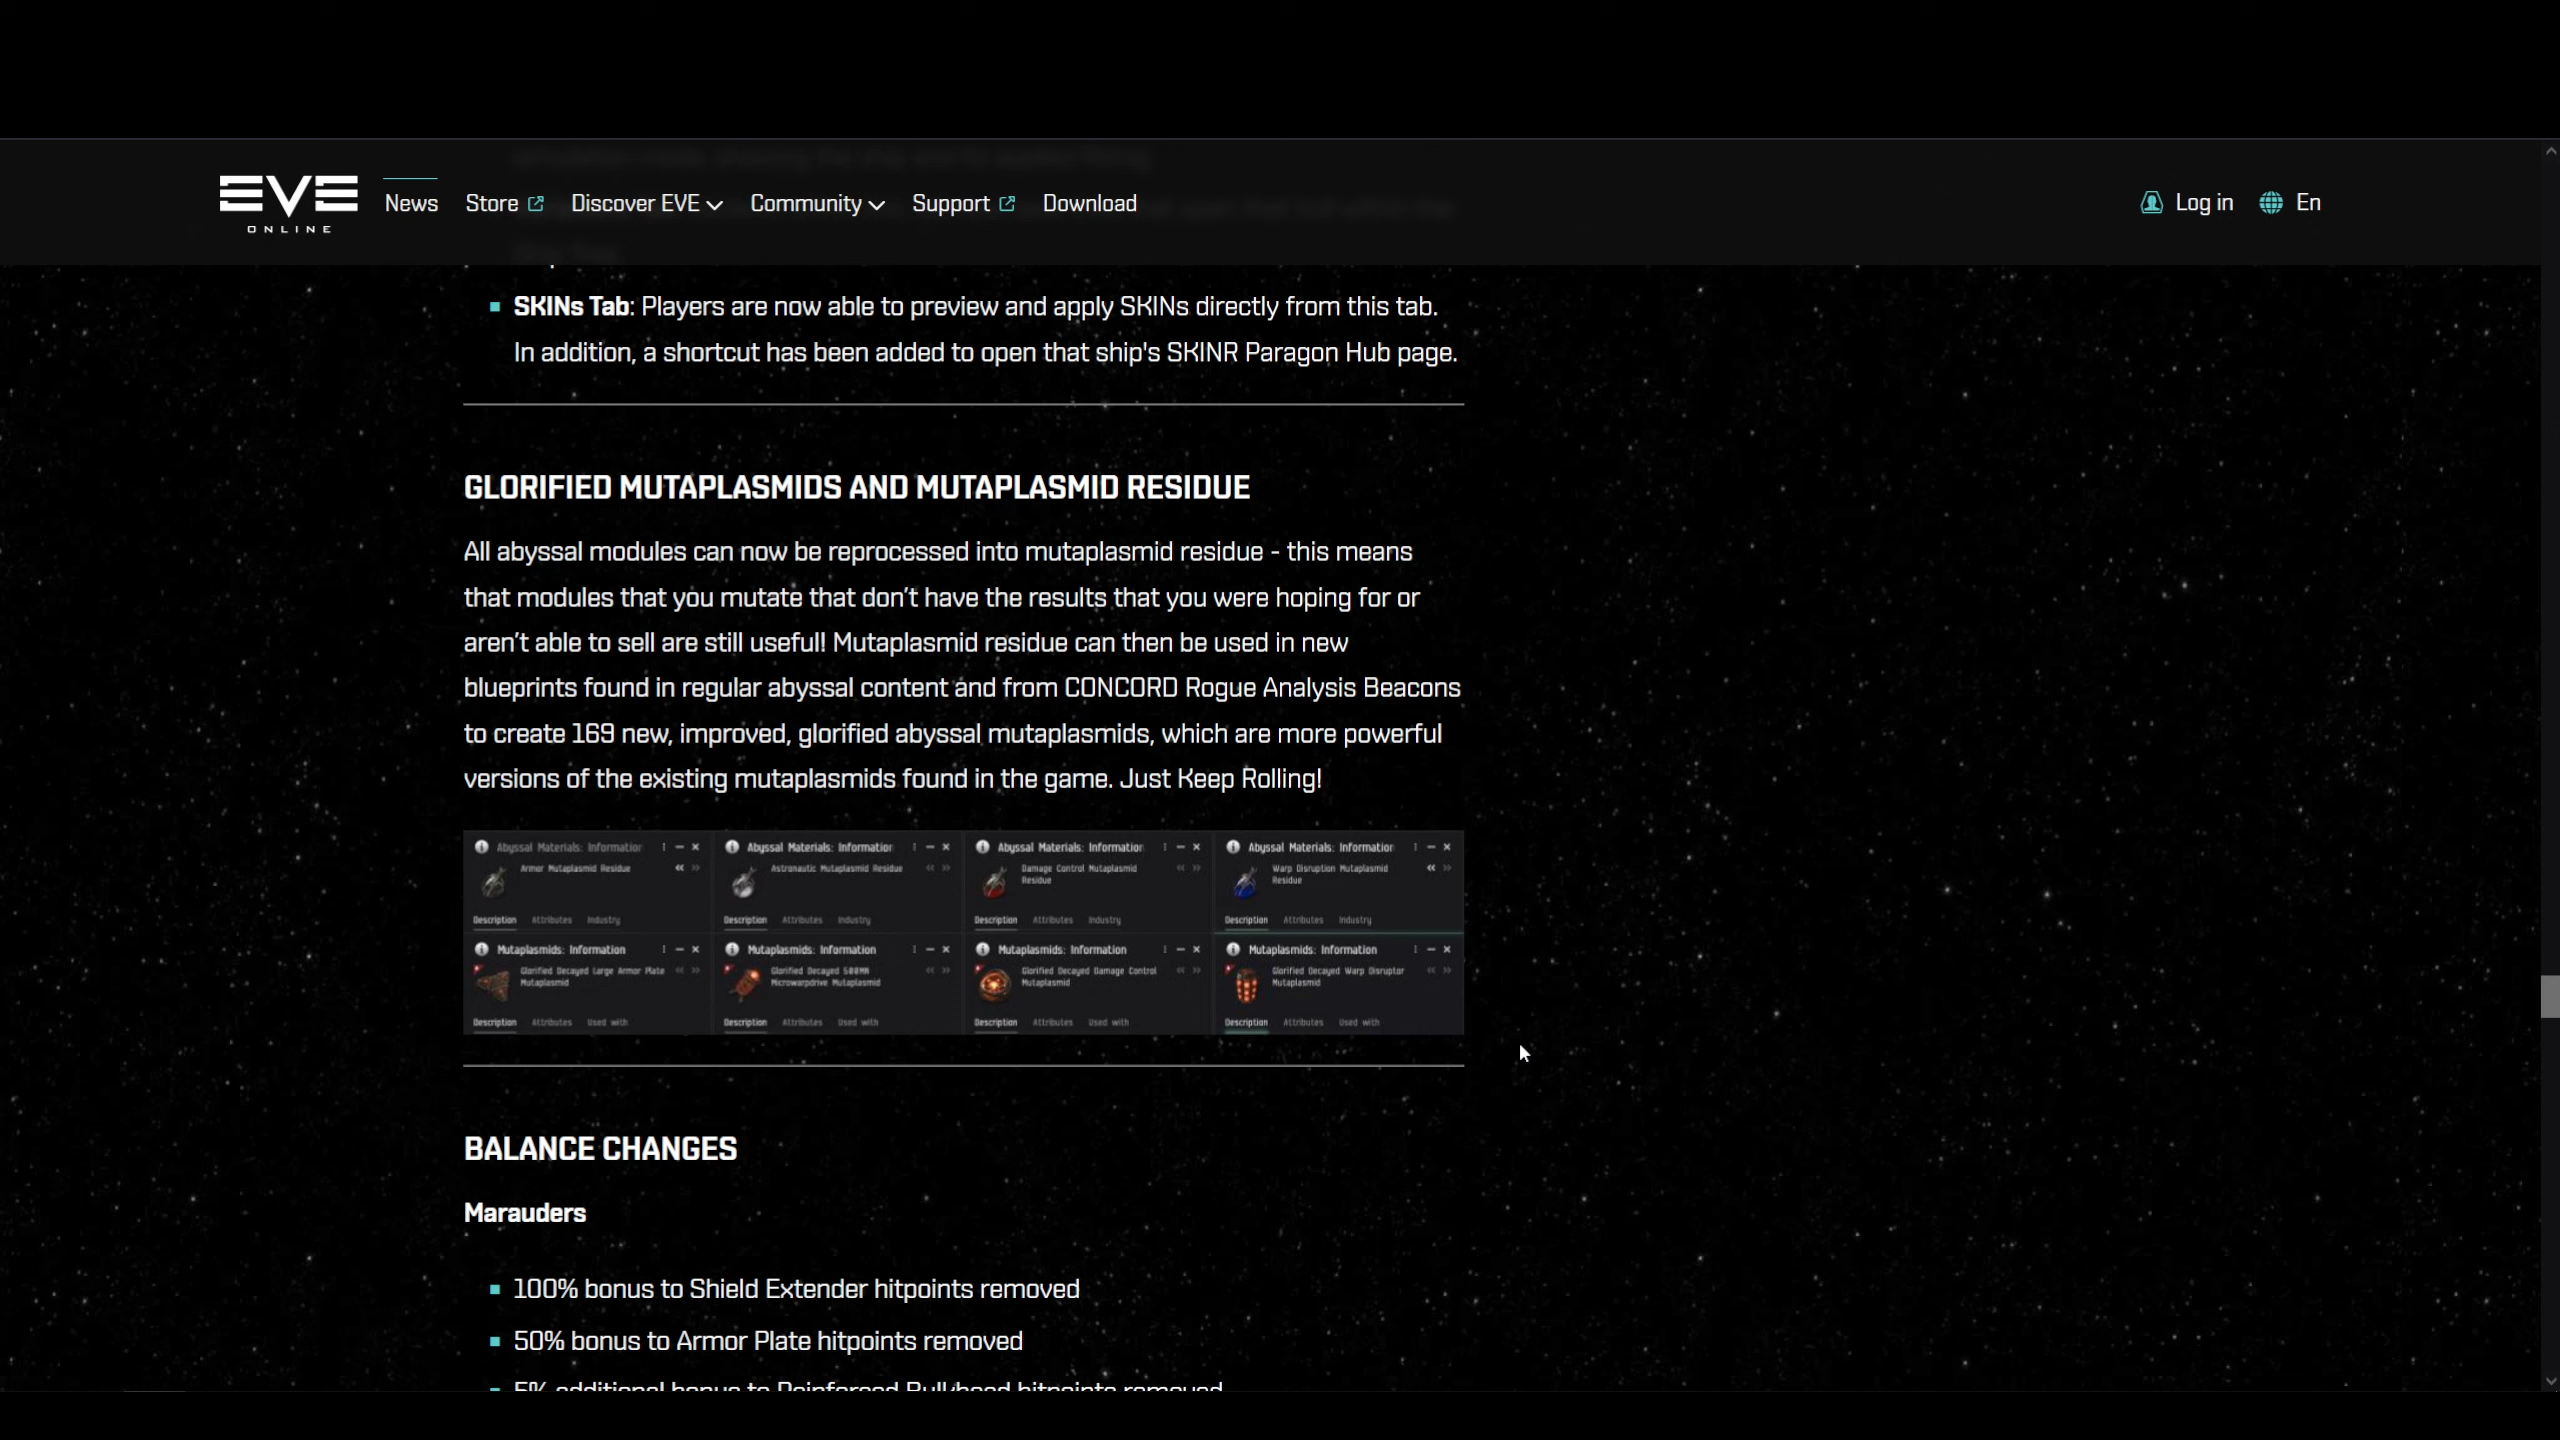 EVE
ONLINE
News Store Discover EVE Community Support Download
Log in En
SKINs Tab: Players are now able to preview and apply SKINs directly from this tab.
In addition, a shortcut has been added to open that ship's SKINR Paragon Hub page.
GLORIFIED MUTAPLASMIDS AND MUTAPLASMID RESIDUE
All abyssal modules can now be reprocessed into mutaplasmid residue - this means
that modules that you mutate that don't have the results that you were hoping for or
aren't able to sell are still useful! Mutaplasmid residue can then be used in new
blueprints found in regular abyssal content and from CONCORD Rogue Analysis Beacons
to create 169 new, improved, glorified abyssal mutaplasmids, which are more powerful
versions of the existing mutaplasmids found in the game. Just Keep Rolling!
Abyssal Materials: Information
Armor Mutaplasmid Residue
Description Attributes Industry
Abyssal Materials: Information
Astronautic Mutaplasmid Residue
Description Attributes Industry
Abyssal Materials: Information
Damage Control Mutaplasmid
Residue
Description Attributes Industry
Abyssal Materials: Information
Warp Disruption Mutaplasmid
Residue
Description Attributes Industry
Mutaplasmids: Information
Glorified Decayed Large Armor Plate
Mutaplasmid
Description Attributes Used with
Mutaplasmids: Information
Glorified Decayed 500MN
Microwarpdrive Mutaplasmid
Description Attributes Used with
Mutaplasmids: Information
Glorified Decayed Damage Control
Mutaplasmid
Description Attributes Used with
Mutaplasmids: Information
Glorified Decayed Warp Disruptor
Mutaplasmid
Description Attributes Used with
BALANCE CHANGES
Marauders
100% bonus to Shield Extender hitpoints removed
50% bonus to Armor Plate hitpoints removed
5% additional bonus to Reinforced Bulkhead hitpoints removed